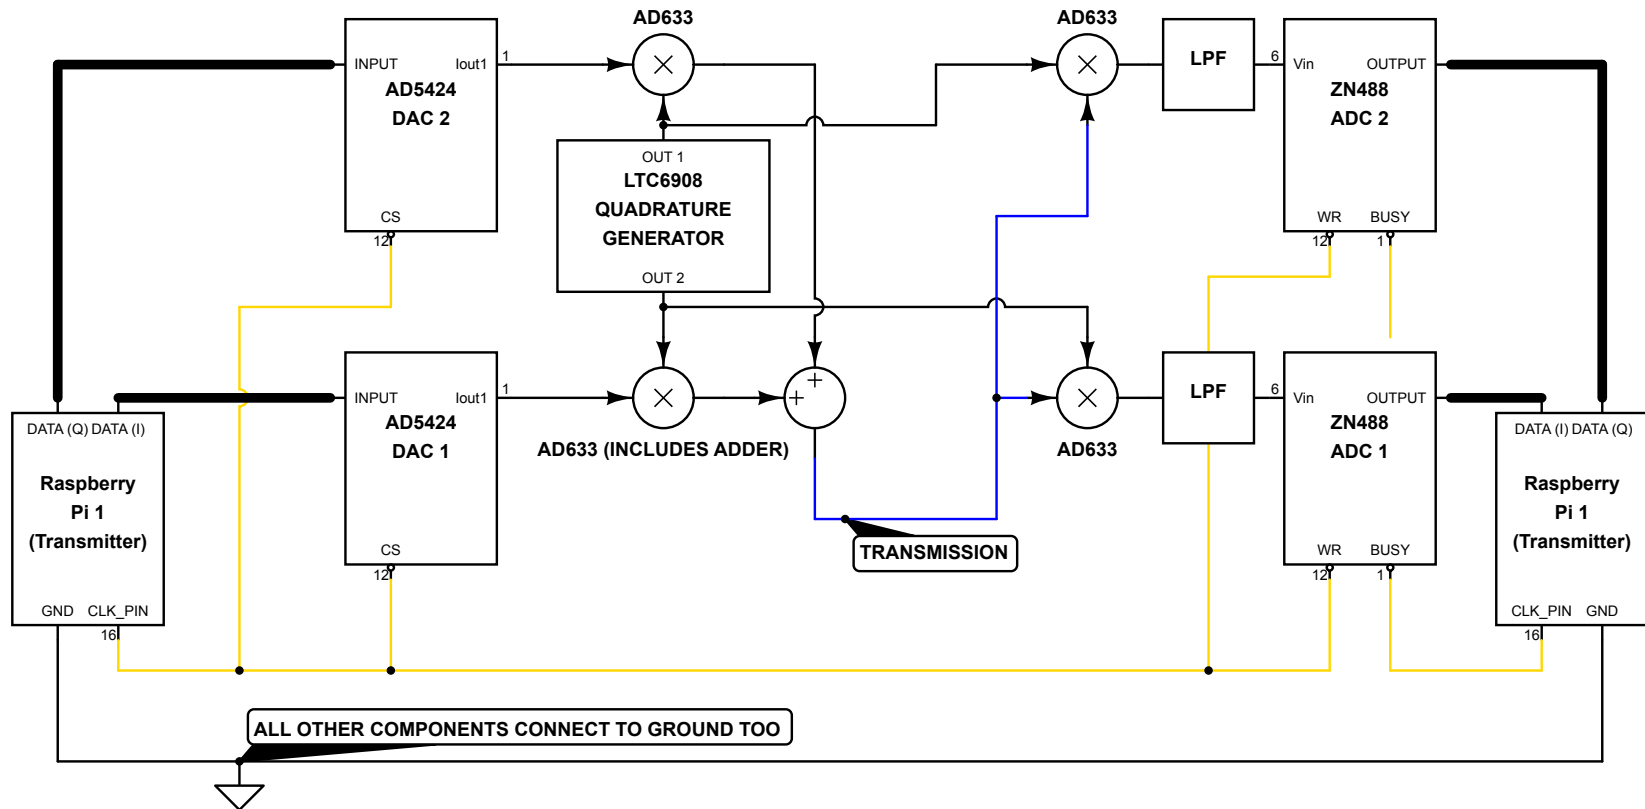 AD633
AD633
INPUT
Iout1
1
AD5424
DAC 2
CS
12
OUT 1
LTC6908
QUADRATURE
GENERATOR
OUT 2
LPF
6
Vin
OUTPUT
ZN488
ADC 2
WR
BUSY
12
1
INPUT
Iout1
1
AD5424
DAC 1
CS
12
AD633 (INCLUDES ADDER)
AD633
LPF
6
Vin
OUTPUT
ZN488
ADC 1
WR
BUSY
12
1
DATA (Q) DATA (I)
Raspberry
Pi 1
(Transmitter)
GND
CLK_PIN
16
DATA (I) DATA (Q)
Raspberry
Pi 1
(Transmitter)
CLK_PIN
GND
16
TRANSMISSION
ALL OTHER COMPONENTS CONNECT TO GROUND TOO